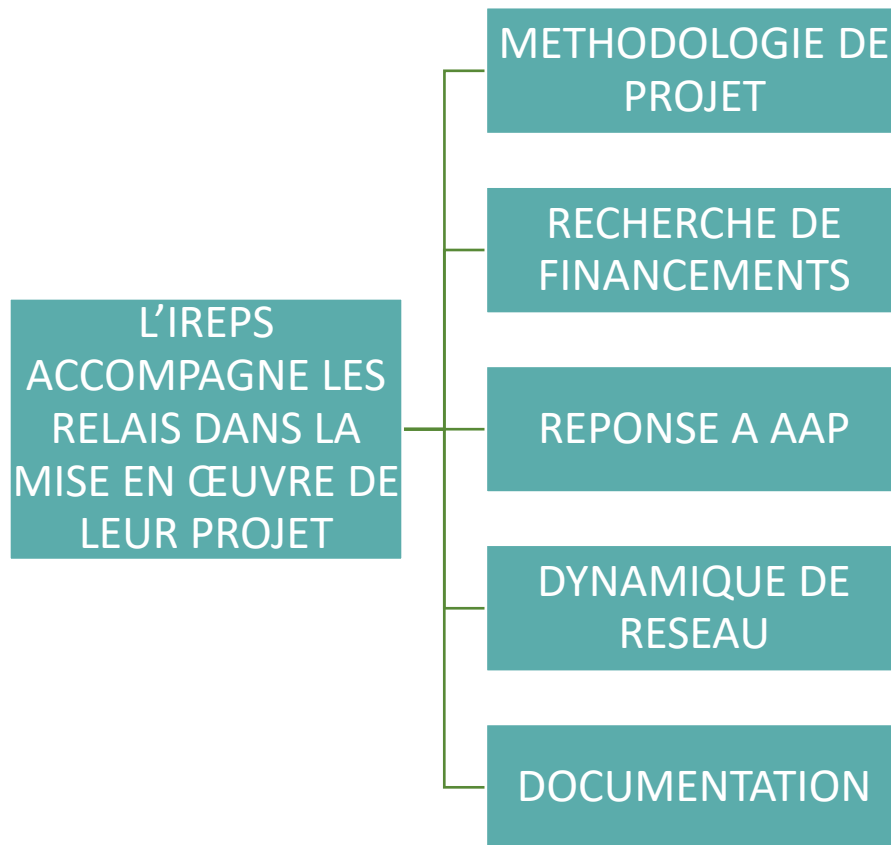 L’IREPS
ACCOMPAGNE LES
RELAIS DANS LA
MISE EN ŒUVRE DE
LEUR PROJET
METHODOLOGIE DE
PROJET
RECHERCHE DE
FINANCEMENTS
REPONSE A AAP
DYNAMIQUE DE
RESEAU
DOCUMENTATION